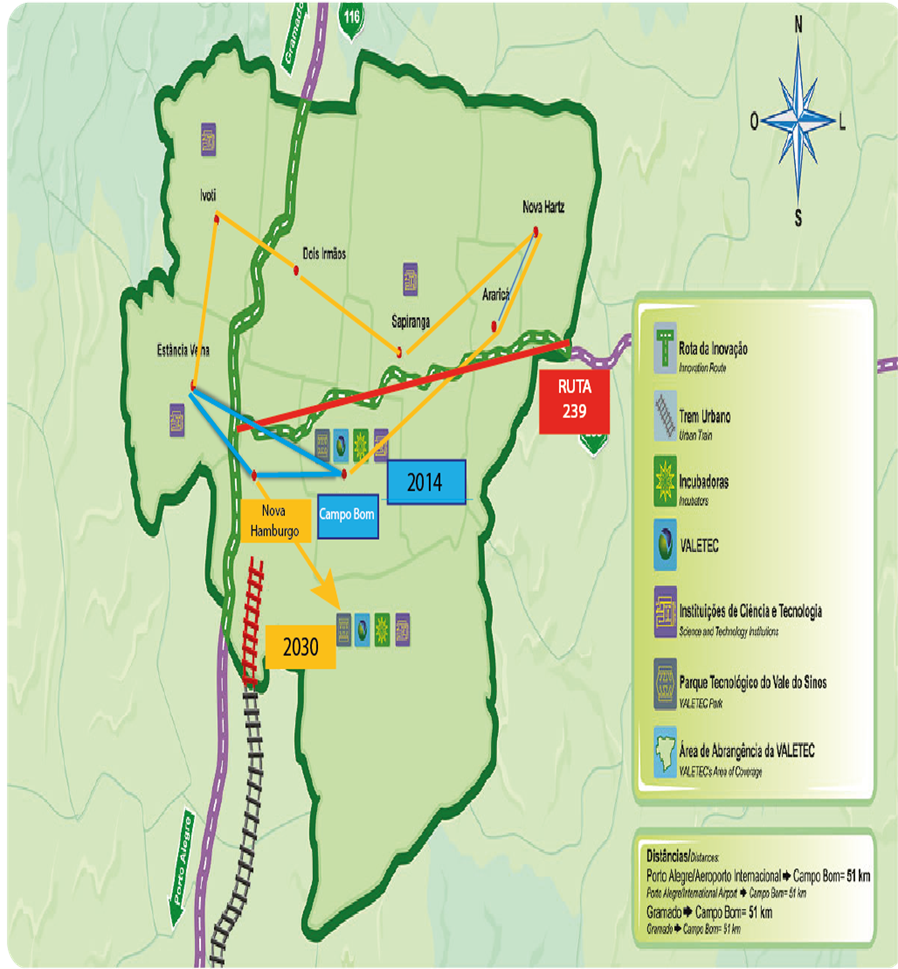 Gramado
116
N
O
L
S
Ivoti
Nova Hartz
Dois Irmãos
Araricá
Sapiranga
Estância Velha
RUTA
239
2014
Nova
Hamburgo
Campo Bom
2030
Porto Alegre
Rota da Inovação
Innovation Route
Trem Urbano
Urban Train
Incubadoras
Incubators
VALETEC
Instituições de Ciência e Tecnologia
Science and Technology Institutions
Parque Tecnológico do Vale do Sinos
VALETEC Park
Área de Abrangência da VALETEC
VALETEC's Area of Coverage
Distâncias/Distances:
Porto Alegre/Aeroporto Internacional ➡ Campo Bom= 51 km
Porto Alegre/International Airport ➡ Campo Bom= 51 km
Gramado ➡ Campo Bom= 51 km
Gramado ➡ Campo Bom= 51 km